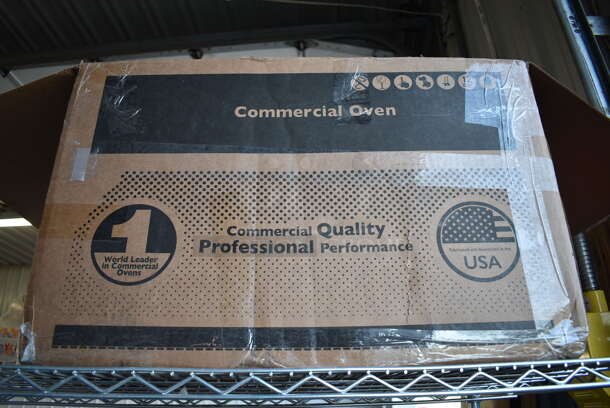 Commercial Oven
1
World Leader
in Commercial
Ovens
Commercial Quality
Professional Performance
USA